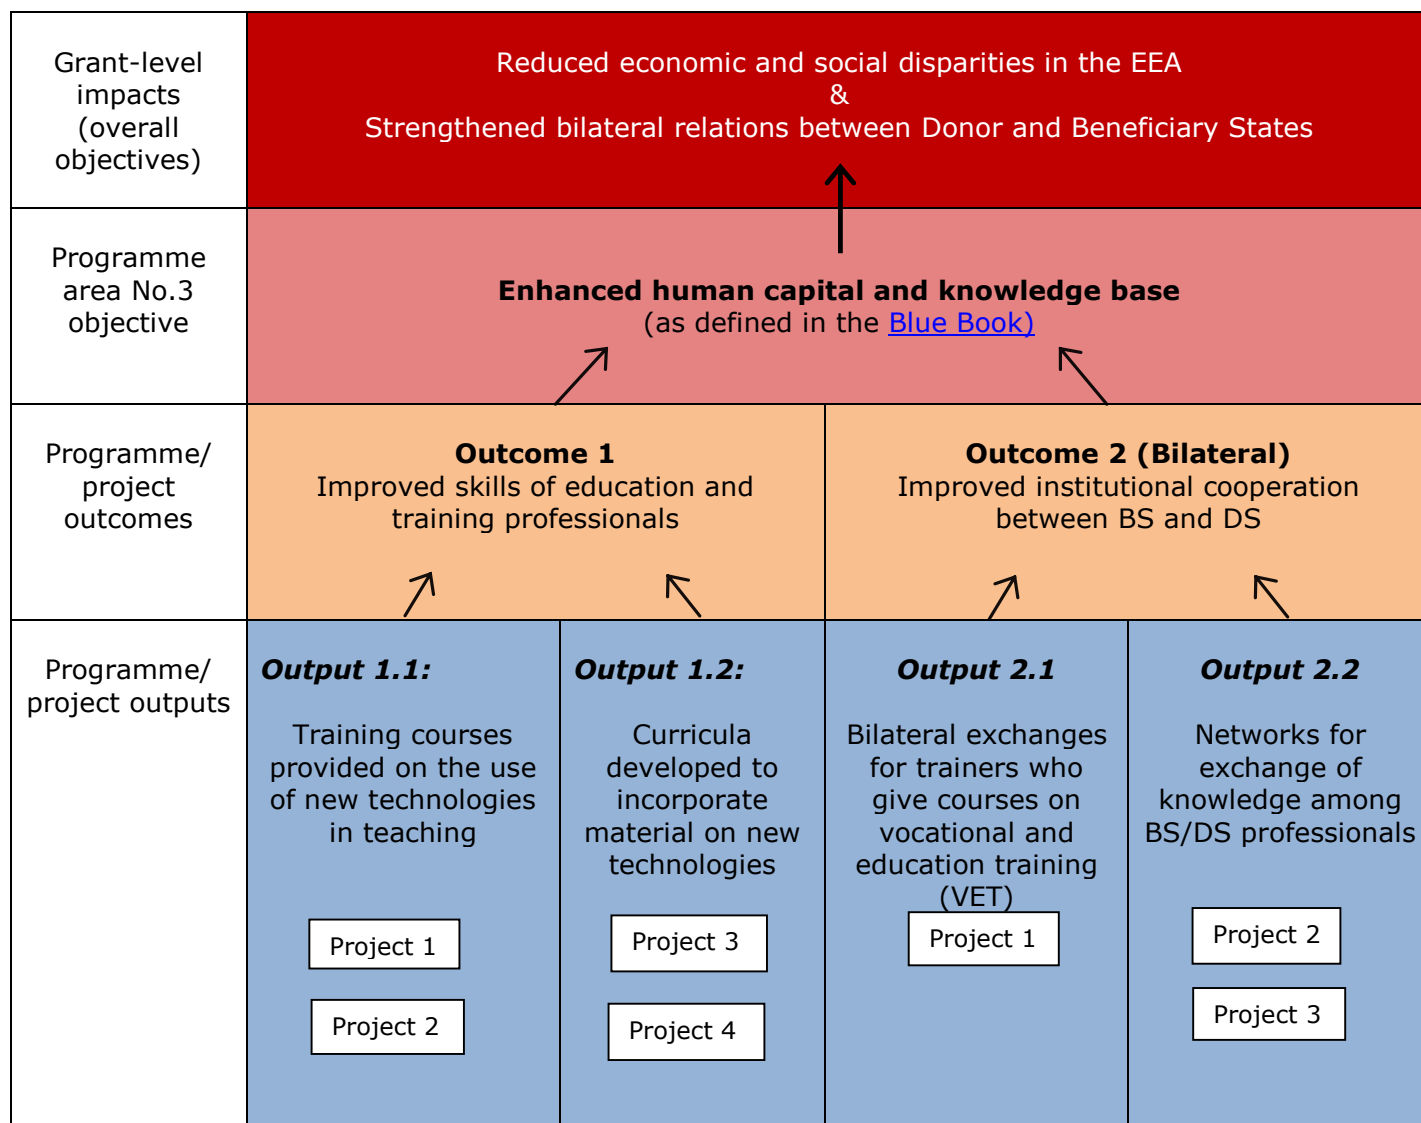 Grant-level
impacts
(overall
objectives)
Reduced economic and social disparities in the EEA
&
Strengthened bilateral relations between Donor and Beneficiary States
Programme
area No.3
objective
Enhanced human capital and knowledge base
(as defined in the Blue Book)
Programme/
project
outcomes
Outcome 1
Improved skills of education and
training professionals
Outcome 2 (Bilateral)
Improved institutional cooperation
between BS and DS
Programme/
project outputs
Output 1.1:
Training courses
provided on the use
of new technologies
in teaching
Project 1
Project 2
Output 1.2:
Curricula
developed to
incorporate
material on new
technologies
Project 3
Project 4
Output 2.1
Bilateral exchanges
for trainers who
give courses on
vocational and
education training
(VET)
Project 1
Output 2.2
Networks for
exchange of
knowledge among
BS/DS professionals
Project 2
Project 3